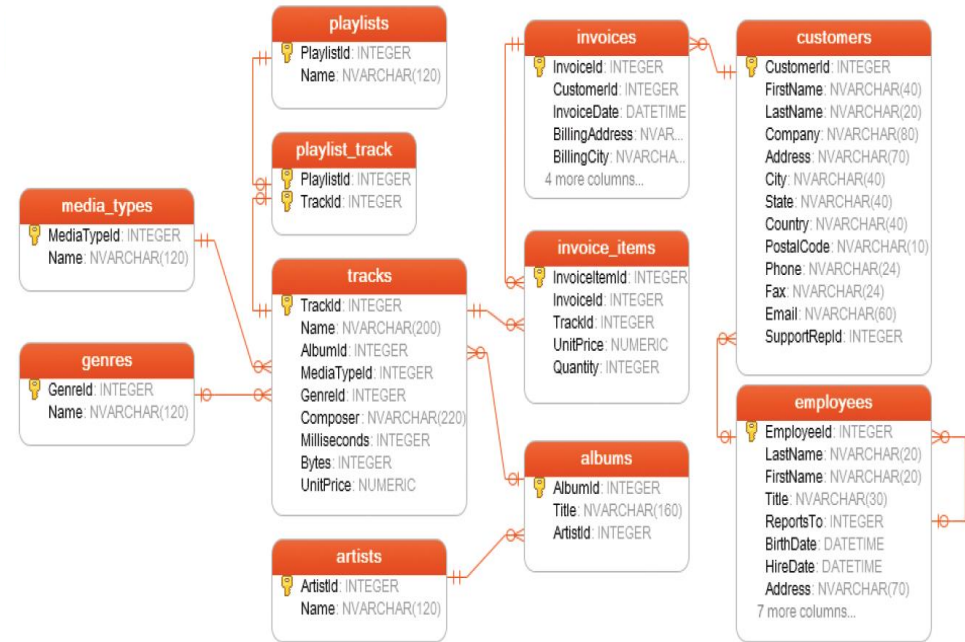 playlists
PlaylistId: INTEGER
Name: NVARCHAR(120)
playlist_track
PlaylistId: INTEGER
TrackId: INTEGER
media_types
MediaTypeId: INTEGER
Name: NVARCHAR(120)
genres
GenreId: INTEGER
Name: NVARCHAR(120)
tracks
TrackId: INTEGER
Name: NVARCHAR(200)
AlbumId: INTEGER
MediaTypeId: INTEGER
GenreId: INTEGER
Composer: NVARCHAR(220)
Milliseconds: INTEGER
Bytes: INTEGER
UnitPrice: NUMERIC
artists
ArtistId: INTEGER
Name: NVARCHAR(120)
invoices
InvoiceId: INTEGER
CustomerId: INTEGER
InvoiceDate: DATETIME
BillingAddress: NVAR...
BillingCity: NVARCHA...
4 more columns...
invoice_items
InvoiceItemId: INTEGER
InvoiceId: INTEGER
TrackId: INTEGER
UnitPrice: NUMERIC
Quantity: INTEGER
albums
AlbumId: INTEGER
Title: NVARCHAR(160)
ArtistId: INTEGER
customers
CustomerId: INTEGER
FirstName: NVARCHAR(40)
LastName: NVARCHAR(20)
Company: NVARCHAR(80)
Address: NVARCHAR(70)
City: NVARCHAR(40)
State: NVARCHAR(40)
Country: NVARCHAR(40)
PostalCode: NVARCHAR(10)
Phone: NVARCHAR(24)
Fax: NVARCHAR(24)
Email: NVARCHAR(60)
SupportRepId: INTEGER
employees
EmployeeId: INTEGER
LastName: NVARCHAR(20)
FirstName: NVARCHAR(20)
Title: NVARCHAR(30)
ReportsTo: INTEGER
BirthDate: DATETIME
HireDate: DATETIME
Address: NVARCHAR(70)
7 more columns...